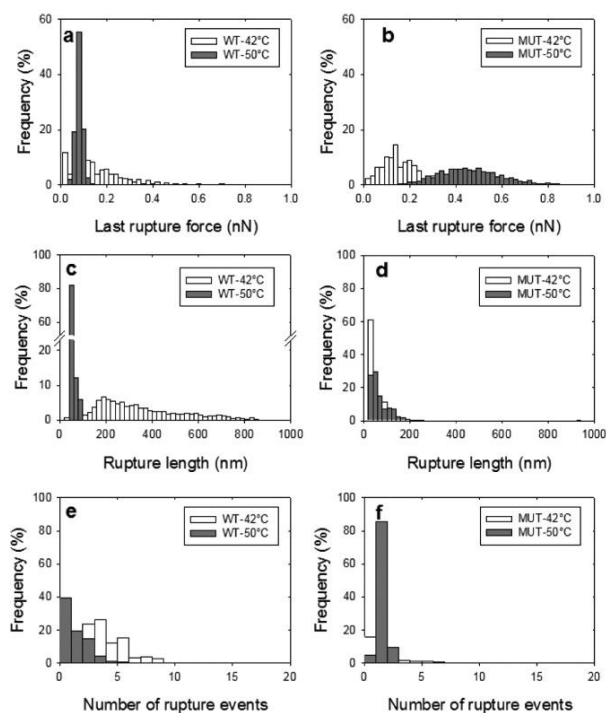 a
WT-42°C
WT-50°C
Frequency (%)
60
40
20
0
0.0 0.2 0.4 0.6 0.8 1.0
Last rupture force (nN)
b
MUT-42°C
MUT-50°C
Frequency (%)
60
40
20
0
0.0 0.2 0.4 0.6 0.8 1.0
Last rupture force (nN)
c
WT-42°C
WT-50°C
Frequency (%)
100
80
60
20
10
0
0 200 400 600 800 1000
Rupture length (nm)
d
MUT-42°C
MUT-50°C
Frequency (%)
100
80
60
40
20
0
0 200 400 600 800 1000
Rupture length (nm)
e
WT-42°C
WT-50°C
Frequency (%)
100
80
60
40
20
0
0 5 10 15 20
Number of rupture events
f
MUT-42°C
MUT-50°C
Frequency (%)
100
80
60
40
20
0
0 5 10 15 20
Number of rupture events